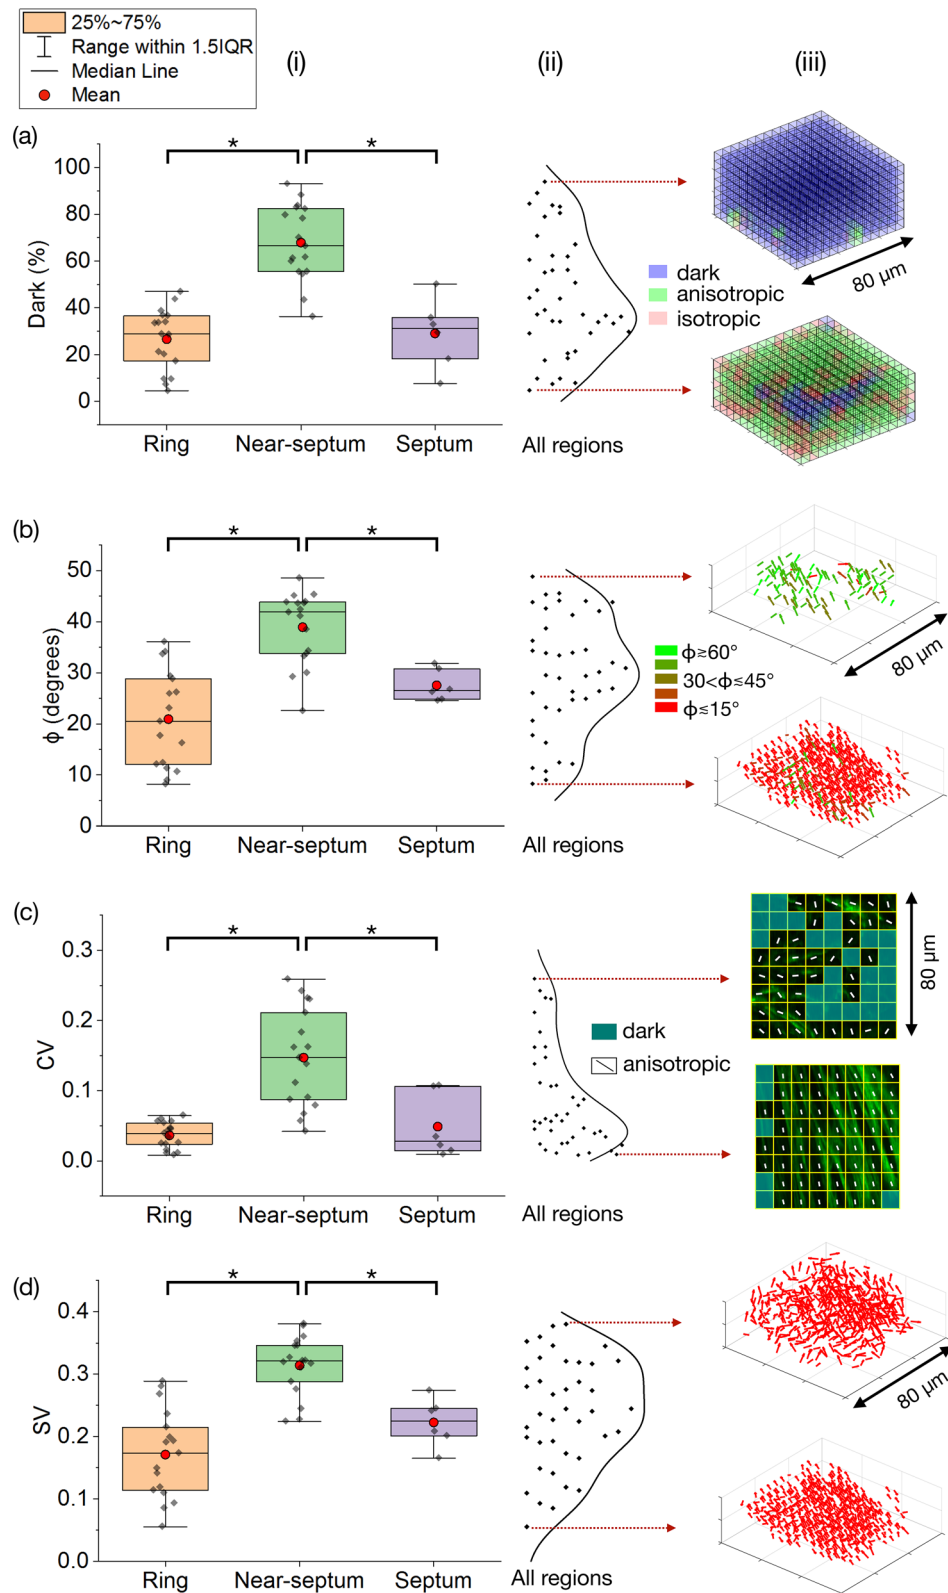 25%~75%
Range within 1.5IQR
Median Line
Mean
(i)
(ii)
(iii)
(a)
*
*
100
80
60
40
20
0
Dark (%)
Ring
Near-septum
Septum
All regions
dark
anisotropic
isotropic
80 µm
(b)
*
*
50
40
30
20
10
0
ϕ (degrees)
Ring
Near-septum
Septum
All regions
ϕ≳60°
30<ϕ≲45°
ϕ≲15°
80 µm
(c)
*
*
0.3
0.2
0.1
0.0
CV
Ring
Near-septum
Septum
All regions
dark
anisotropic
80 µm
(d)
*
*
0.4
0.3
0.2
0.1
0.0
SV
Ring
Near-septum
Septum
All regions
80 µm